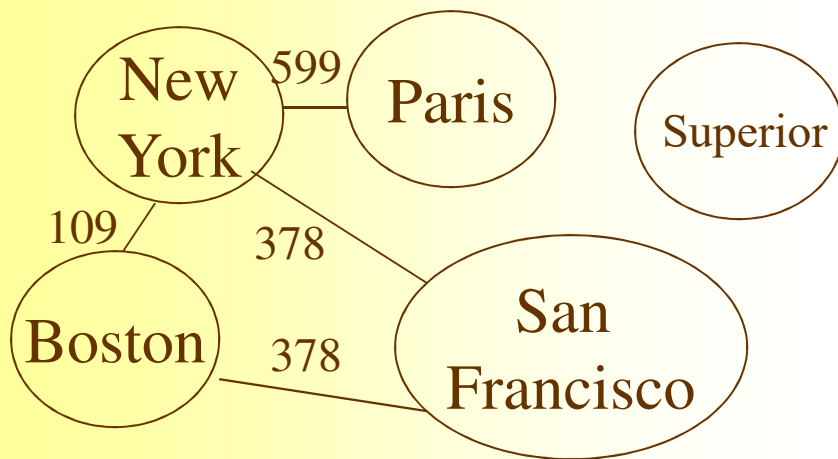 New
York
599
Paris
Superior
109
378
San
Francisco
Boston
378